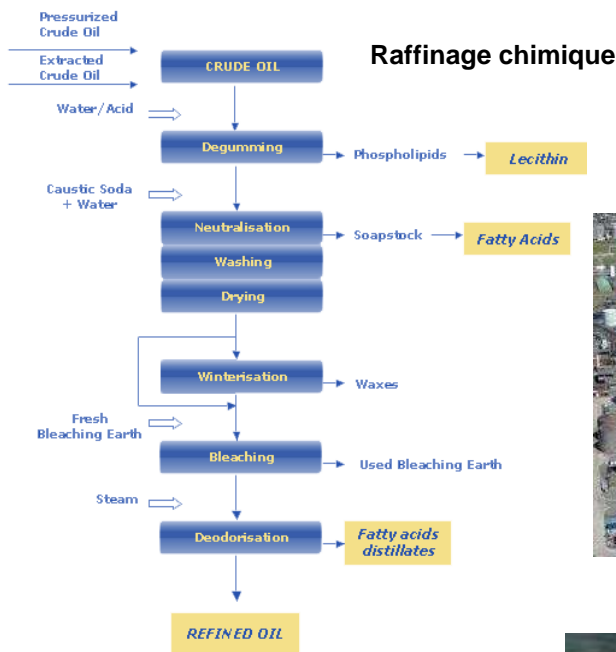 Pressurized
Crude Oil
Raffinage chimique
Extracted
Crude Oil
CRUDE OIL
Water/Acid
Degumming
Phospholipids
Lecithin
Caustic Soda
+ Water
Neutralisation
Soapstock
Fatty Acids
Washing
Drying
Winterisation
Waxes
Fresh
Bleaching Earth
Bleaching
Used Bleaching Earth
Steam
Deodorisation
Fatty acids
distillates
REFINED OIL